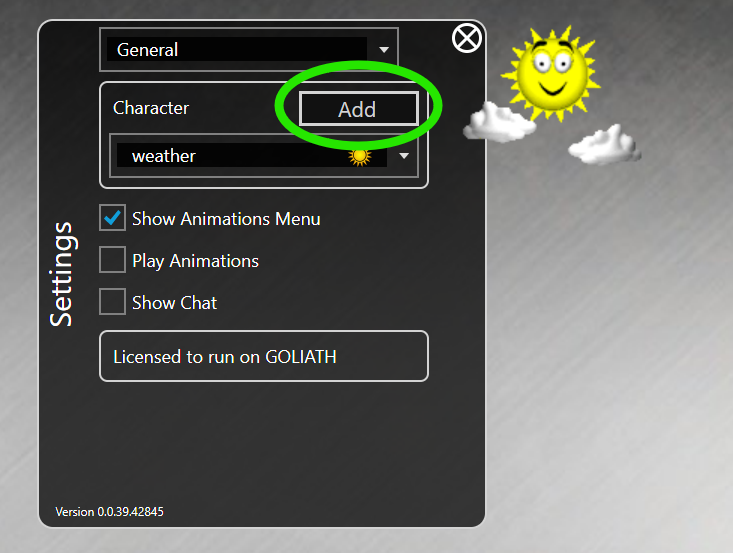 General
Character
Add
weather
Show Animations Menu
Play Animations
Show Chat
Settings
Licensed to run on GOLIATH
Version 0.0.39.42845